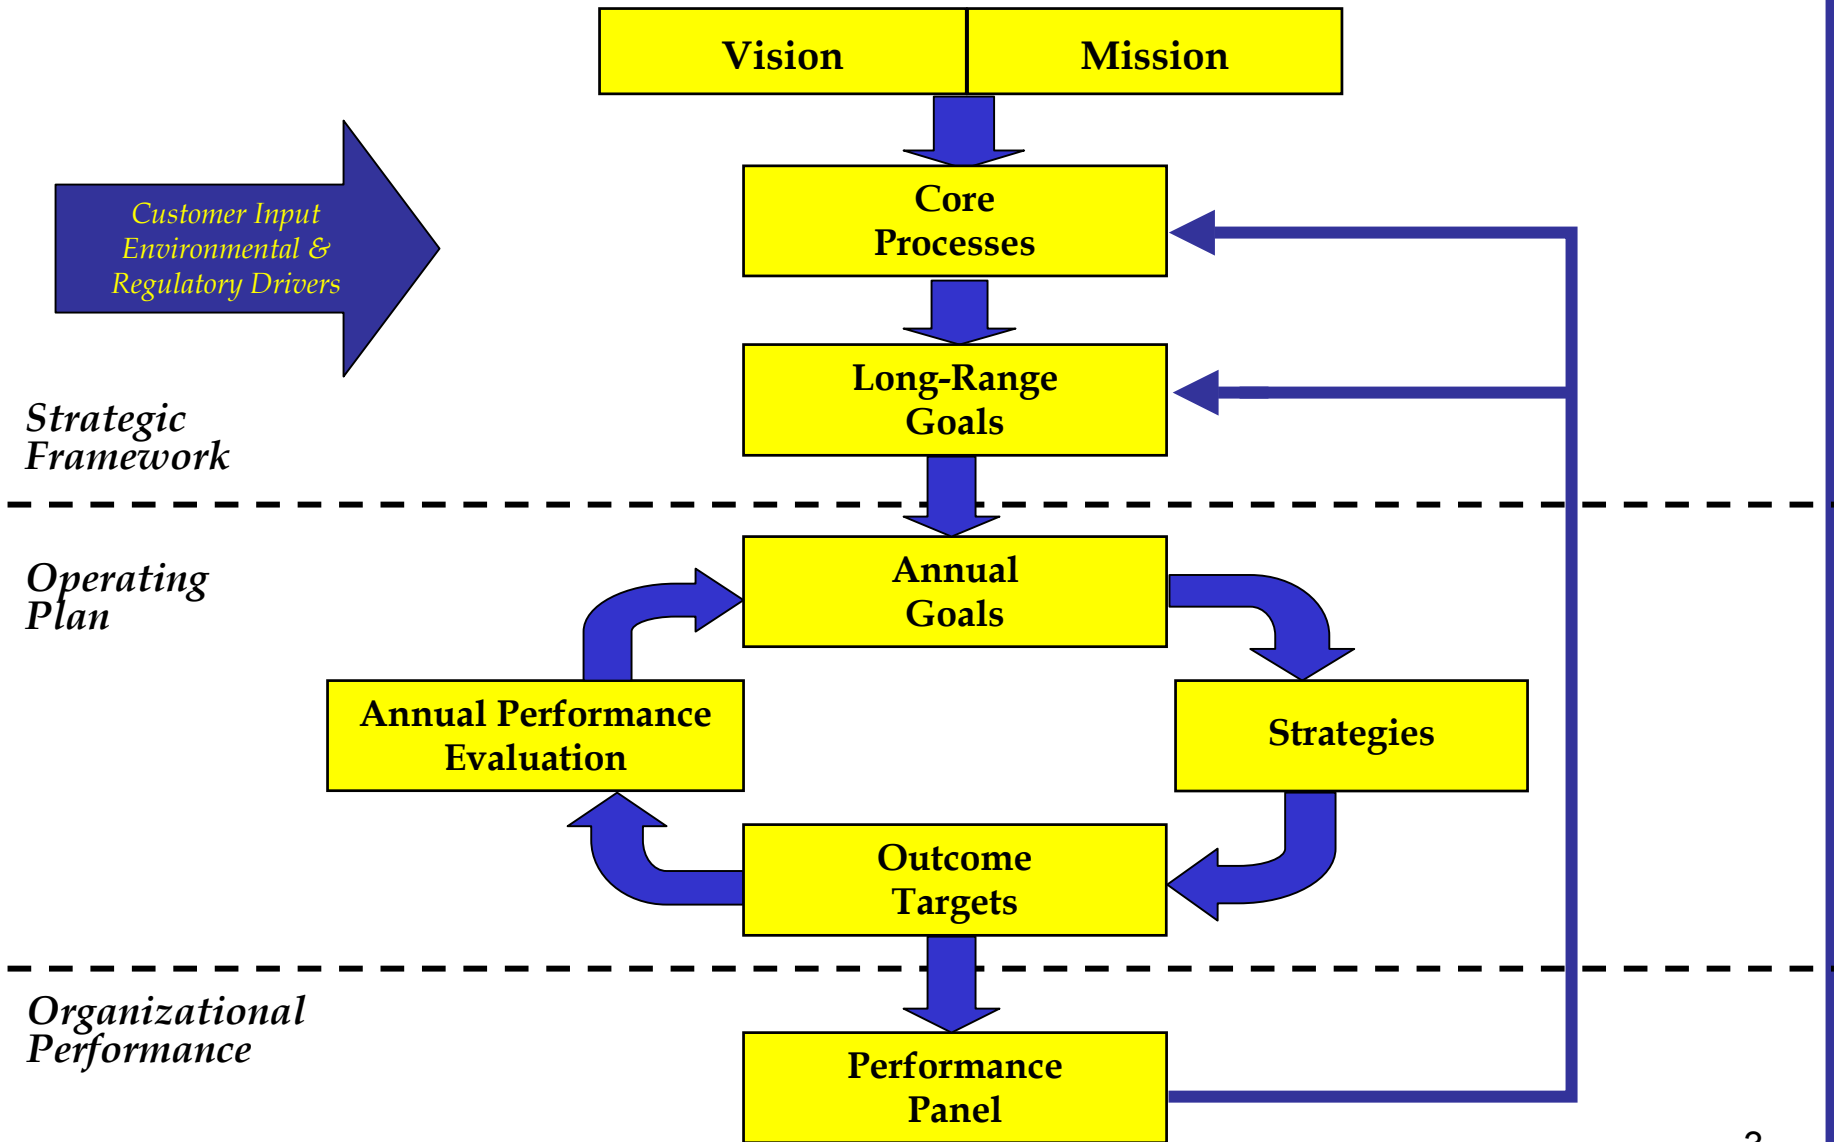 Vision
Mission
Core
Processes
Customer Input
Environmental &
Regulatory Drivers
Long-Range
Goals
Strategic
Framework
Annual
Goals
Operating
Plan
Annual Performance
Evaluation
Strategies
Outcome
Targets
Organizational
Performance
Performance
Panel